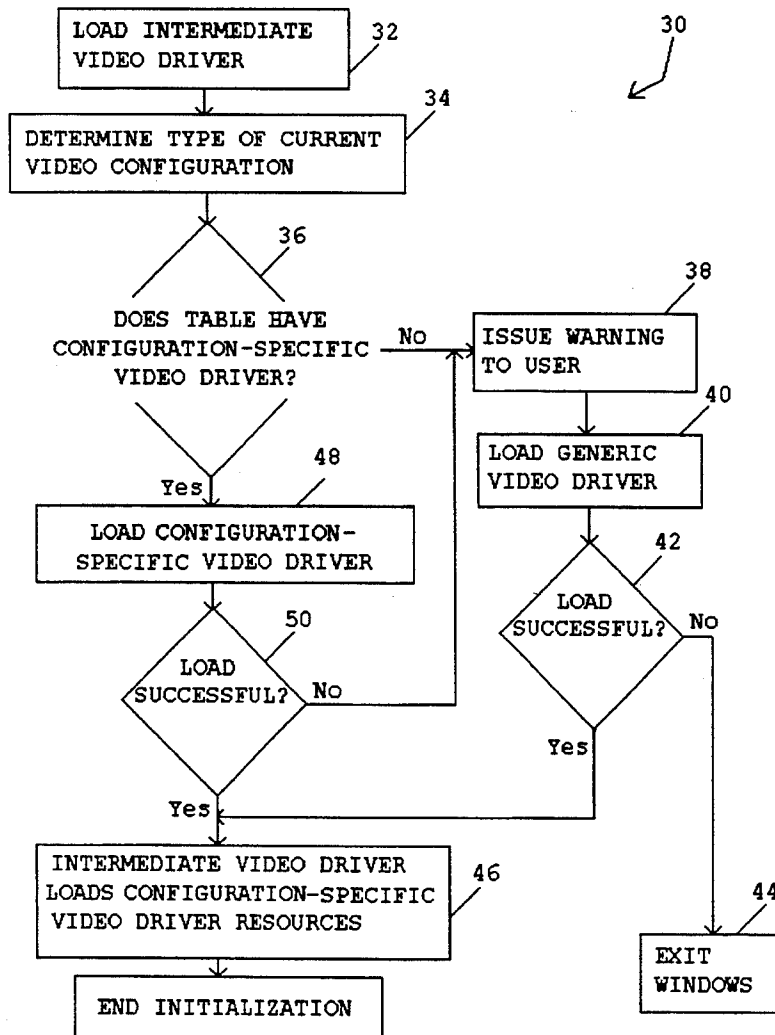 LOAD INTERMEDIATE
VIDEO DRIVER
32
30
34
DETERMINE TYPE OF CURRENT
VIDEO CONFIGURATION
36
DOES TABLE HAVE
CONFIGURATION-SPECIFIC
VIDEO DRIVER?
No
38
ISSUE WARNING
TO USER
40
LOAD GENERIC
VIDEO DRIVER
Yes
48
LOAD CONFIGURATION-
SPECIFIC VIDEO DRIVER
42
LOAD
SUCCESSFUL?
No
Yes
50
LOAD
SUCCESSFUL?
No
Yes
INTERMEDIATE VIDEO DRIVER
LOADS CONFIGURATION-SPECIFIC
VIDEO DRIVER RESOURCES
46
44
EXIT
WINDOWS
END INITIALIZATION